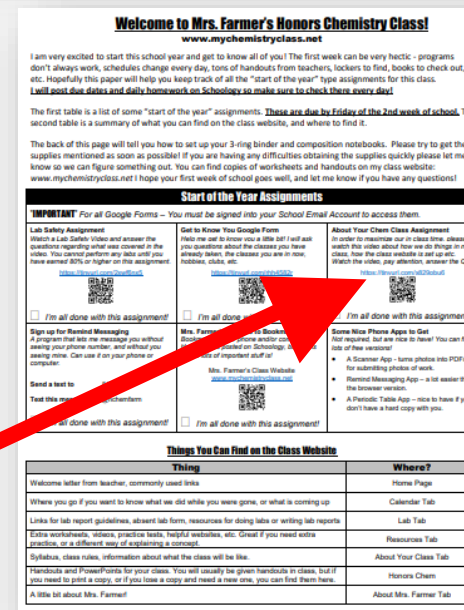 Welcome to Mrs. Farmer's Honors Chemistry Class!
www.mychemistryclass.net
I am very excited to start this school year and get to know all of you! The first week can be very hectic - programs
don't always work, schedules change every day, tons of handouts from teachers, lockers to find, books to check out,
etc. Hopefully this paper will help you keep track of all the "start of the year" type assignments for this class.
I will post due dates and daily homework on Schoology so make sure to check there every day!
The first table is a list of some "start of the year" assignments. These are due by Friday of the 2nd week of school. T
second table is a summary of what you can find on the class website, and where to find it.
The back of this page will tell you how to set up your 3-ring binder and composition notebooks. Please try to get the
supplies mentioned as soon as possible! If you are having any difficulties obtaining the supplies quickly please let me
know so we can figure something out. You can find copies of worksheets and handouts on my class website:
www.mychemistryclass.net I hope your first week of school goes well, and let me know if you have any questions!
Start of the Year Assignments
*IMPORTANT* For all Google Forms – You must be signed into your School Email Account to access them.
Lab Safety Assignment
Watch a Lab Safety Video and answer the
questions regarding what was covered in the
video. You cannot perform any labs until you
have earned 80% or higher on this assignment.
I'm all done with this assignment!
Get to Know You Google Form
Help me get to know you a little bit! I will ask
you questions about the classes you have
already taken, the classes you are in now,
hobbies, clubs, etc.
I'm all do
About Your Chem Class Assignment
In order to maximize our in class time, please
watch this video about how we do things in m
class, how the class website is set up etc.
Watch the video, pay attention, answer the Q
I'm all done with this assignmen
Sign up for Remind Messaging
A program that lets me message you without
seeing your phone number, and without you
seeing mine. Can use it on your phone or
computer.
Send a text to
Text this mes
all done with this assignment!
Mrs. Farm to Bookm
Book phone and/or con
posted on Schoology, b
s of important stuff is!
Mrs. Farmer's Class Website
www.mychemistryclass.net
I'm all done with this assignment!
Some Nice Phone Apps to Get
Not required, but are nice to have! You can f
lots of free versions!
• A Scanner App – turns photos into PDFs
for submitting photos of work.
• Remind Messaging App – a lot easier th
the browser version.
• A Periodic Table App – nice to have if y
don't have a hard copy with you.
Things You Can Find on the Class Website
Thing Where?
Welcome letter from teacher, commonly used links Home Page
Where you go if you want to know what we did while you were gone, or what is coming up Calendar Tab
Links for lab report guidelines, absent lab form, resources for doing labs or writing lab reports Lab Tab
Extra worksheets, videos, practice tests, helpful websites, etc. Great if you need extra
practice, or a different way of explaining a concept. Resources Tab
Syllabus, class rules, information about what the class will be like. About Your Class Tab
Handouts and PowerPoints for your class. You will usually be given handouts in class, but if
you need to print a copy, or if you lose a copy and need a new one, you can find them here. Honors Chem
A little bit about Mrs. Farmer! About Mrs. Farmer Tab